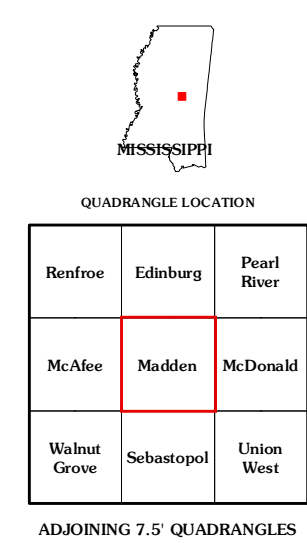 MISSISSIPPI
QUADRANGLE LOCATION
Renfroe
Edinburg
Pearl
River
McAfee
Madden
McDonald
Walnut
Grove
Sebastopol
Union
West
ADJOINING 7.5' QUADRANGLES